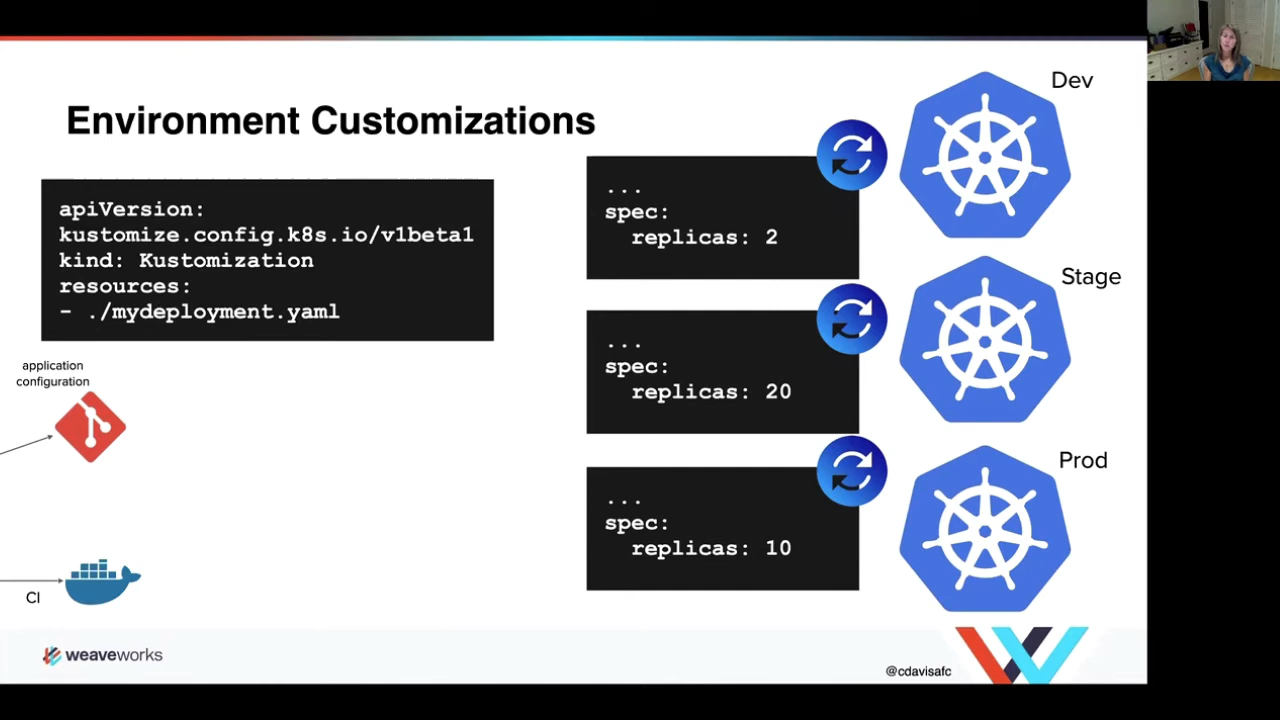 Environment Customizations
apiVersion:
kustomize.config.k8s.io/v1beta1
kind: Kustomization
resources:
- ./mydeployment.yaml
application
configuration
CI
...
spec:
replicas: 2
...
spec:
replicas: 20
...
spec:
replicas: 10
Dev
Stage
Prod
weaveworks
@cdavisafc